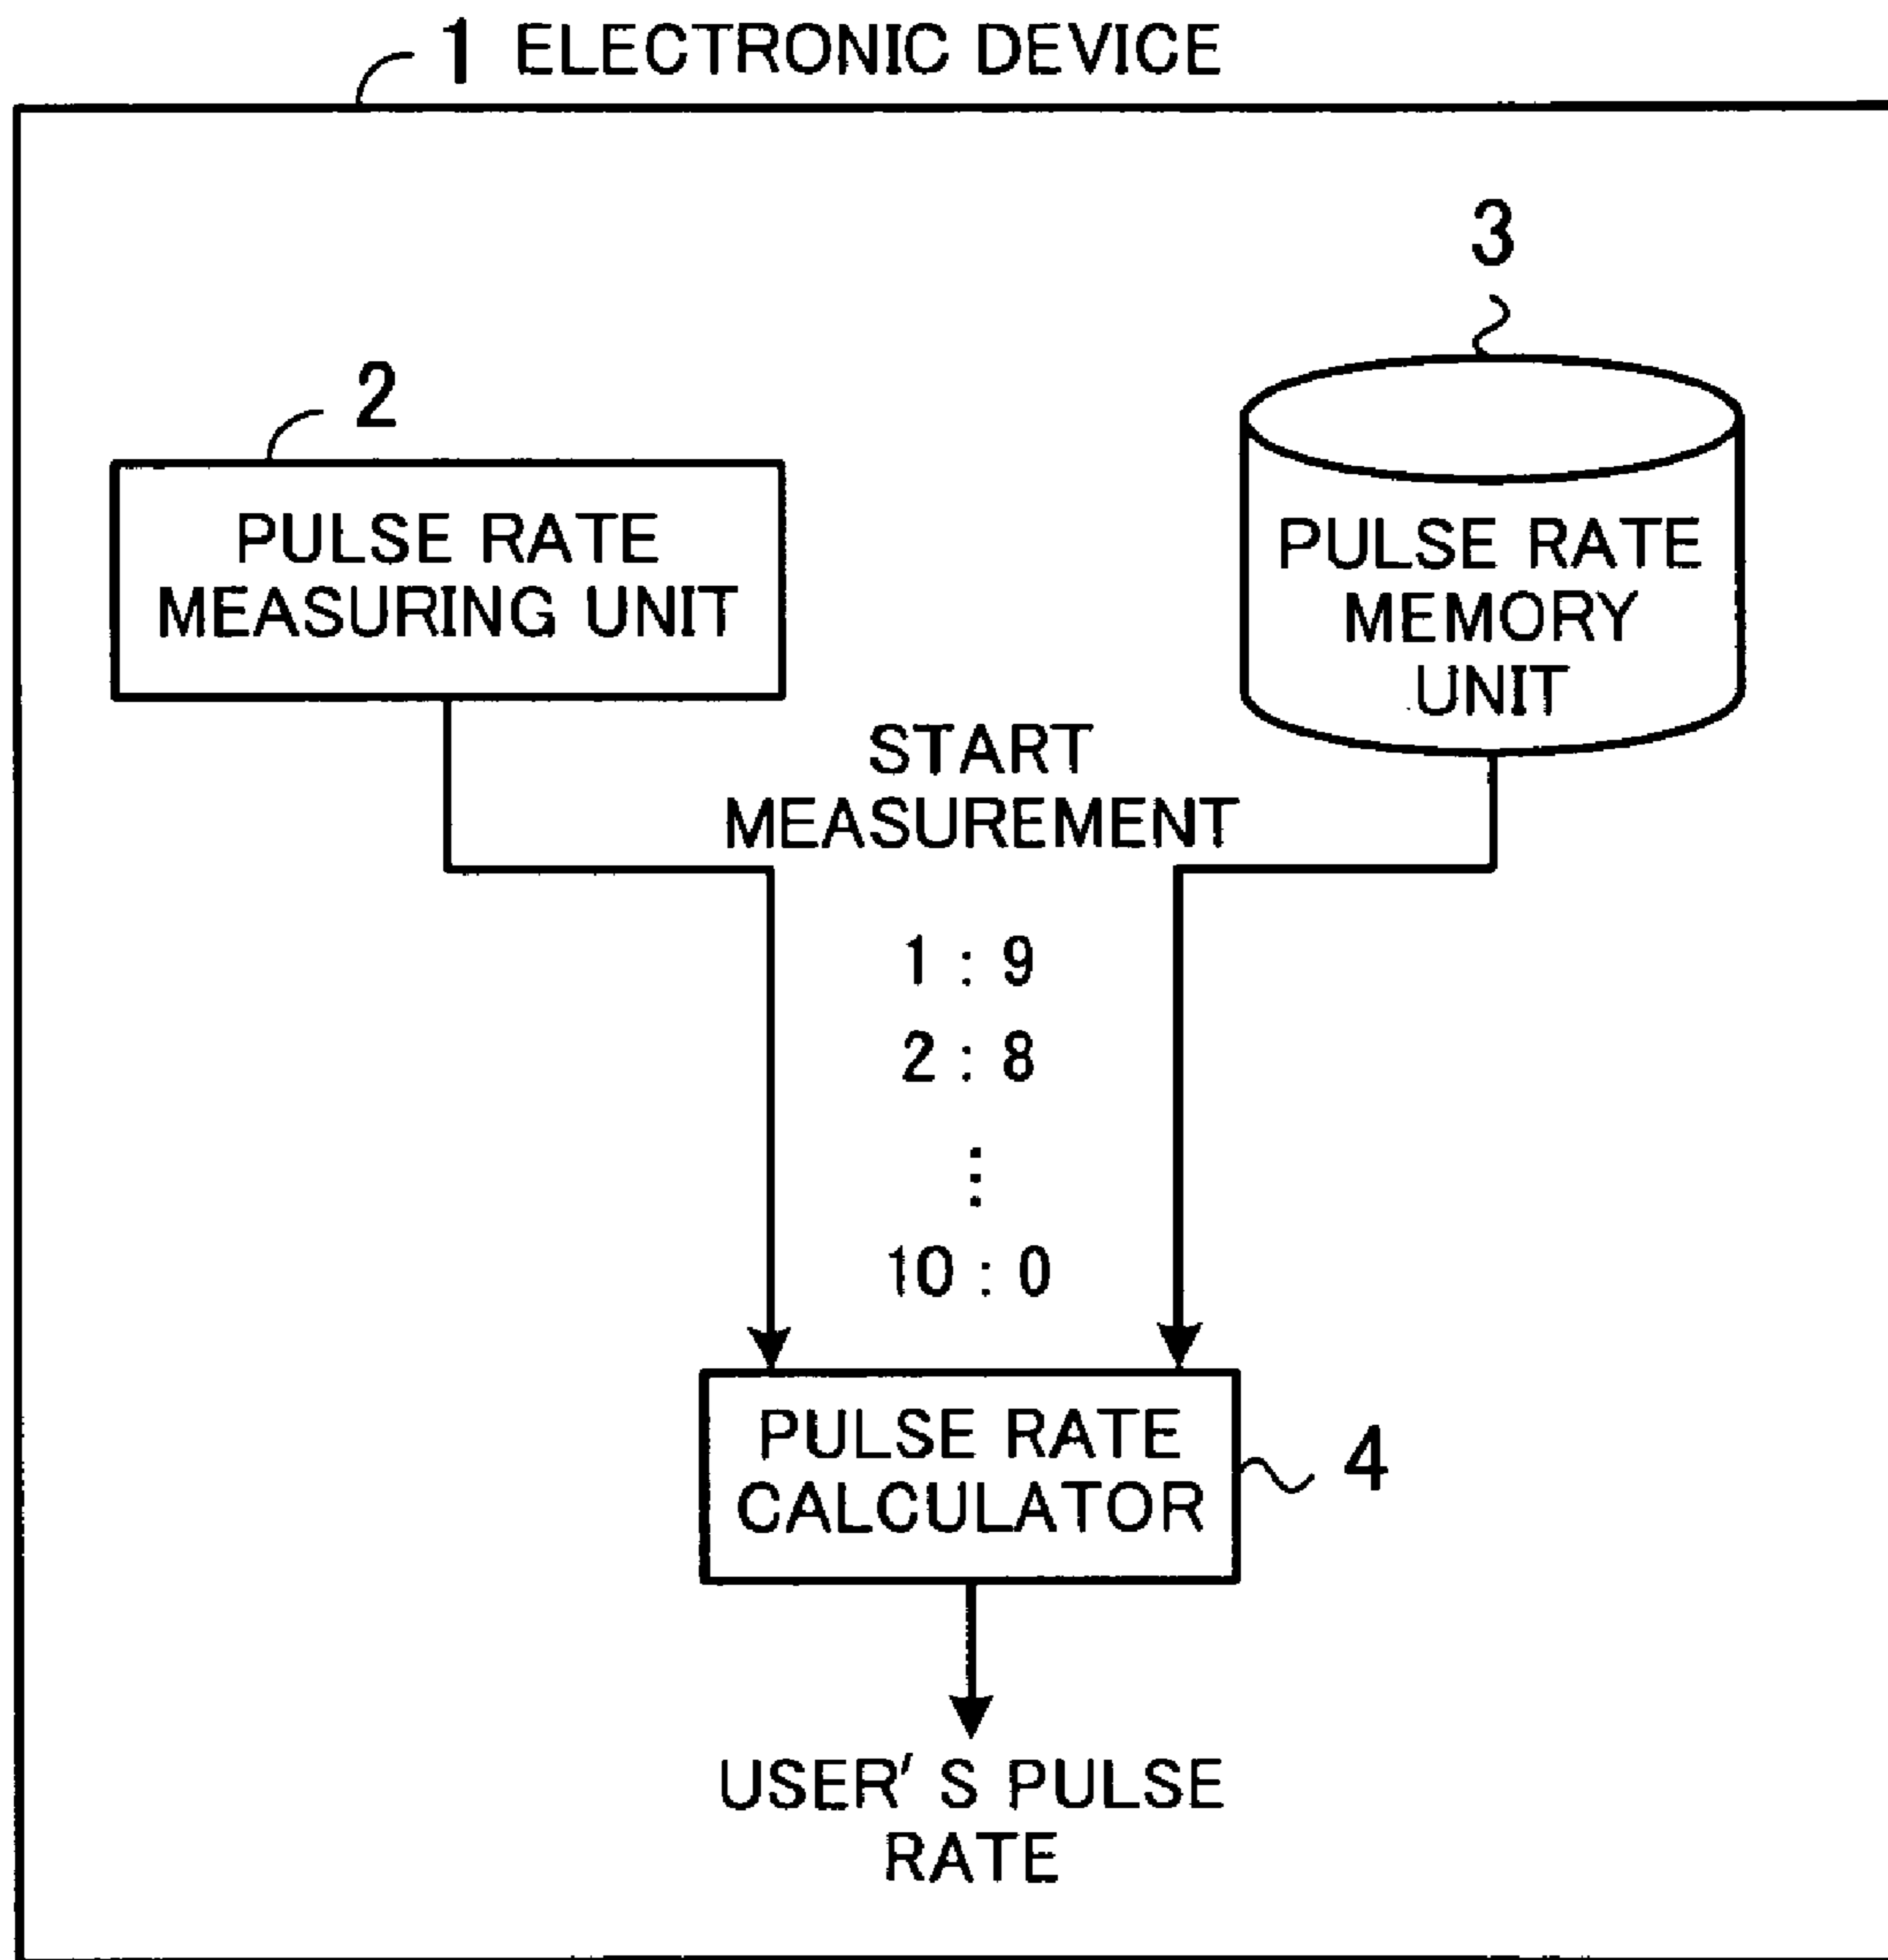 1 ELECTRONIC DEVICE
3
2
PULSE RATE
MEASURING UNIT
PULSE RATE
MEMORY
UNIT
START
MEASUREMENT
1 : 9
2 : 8
⋮
10 : 0
PULSE RATE
CALCULATOR
4
USER' S PULSE
RATE